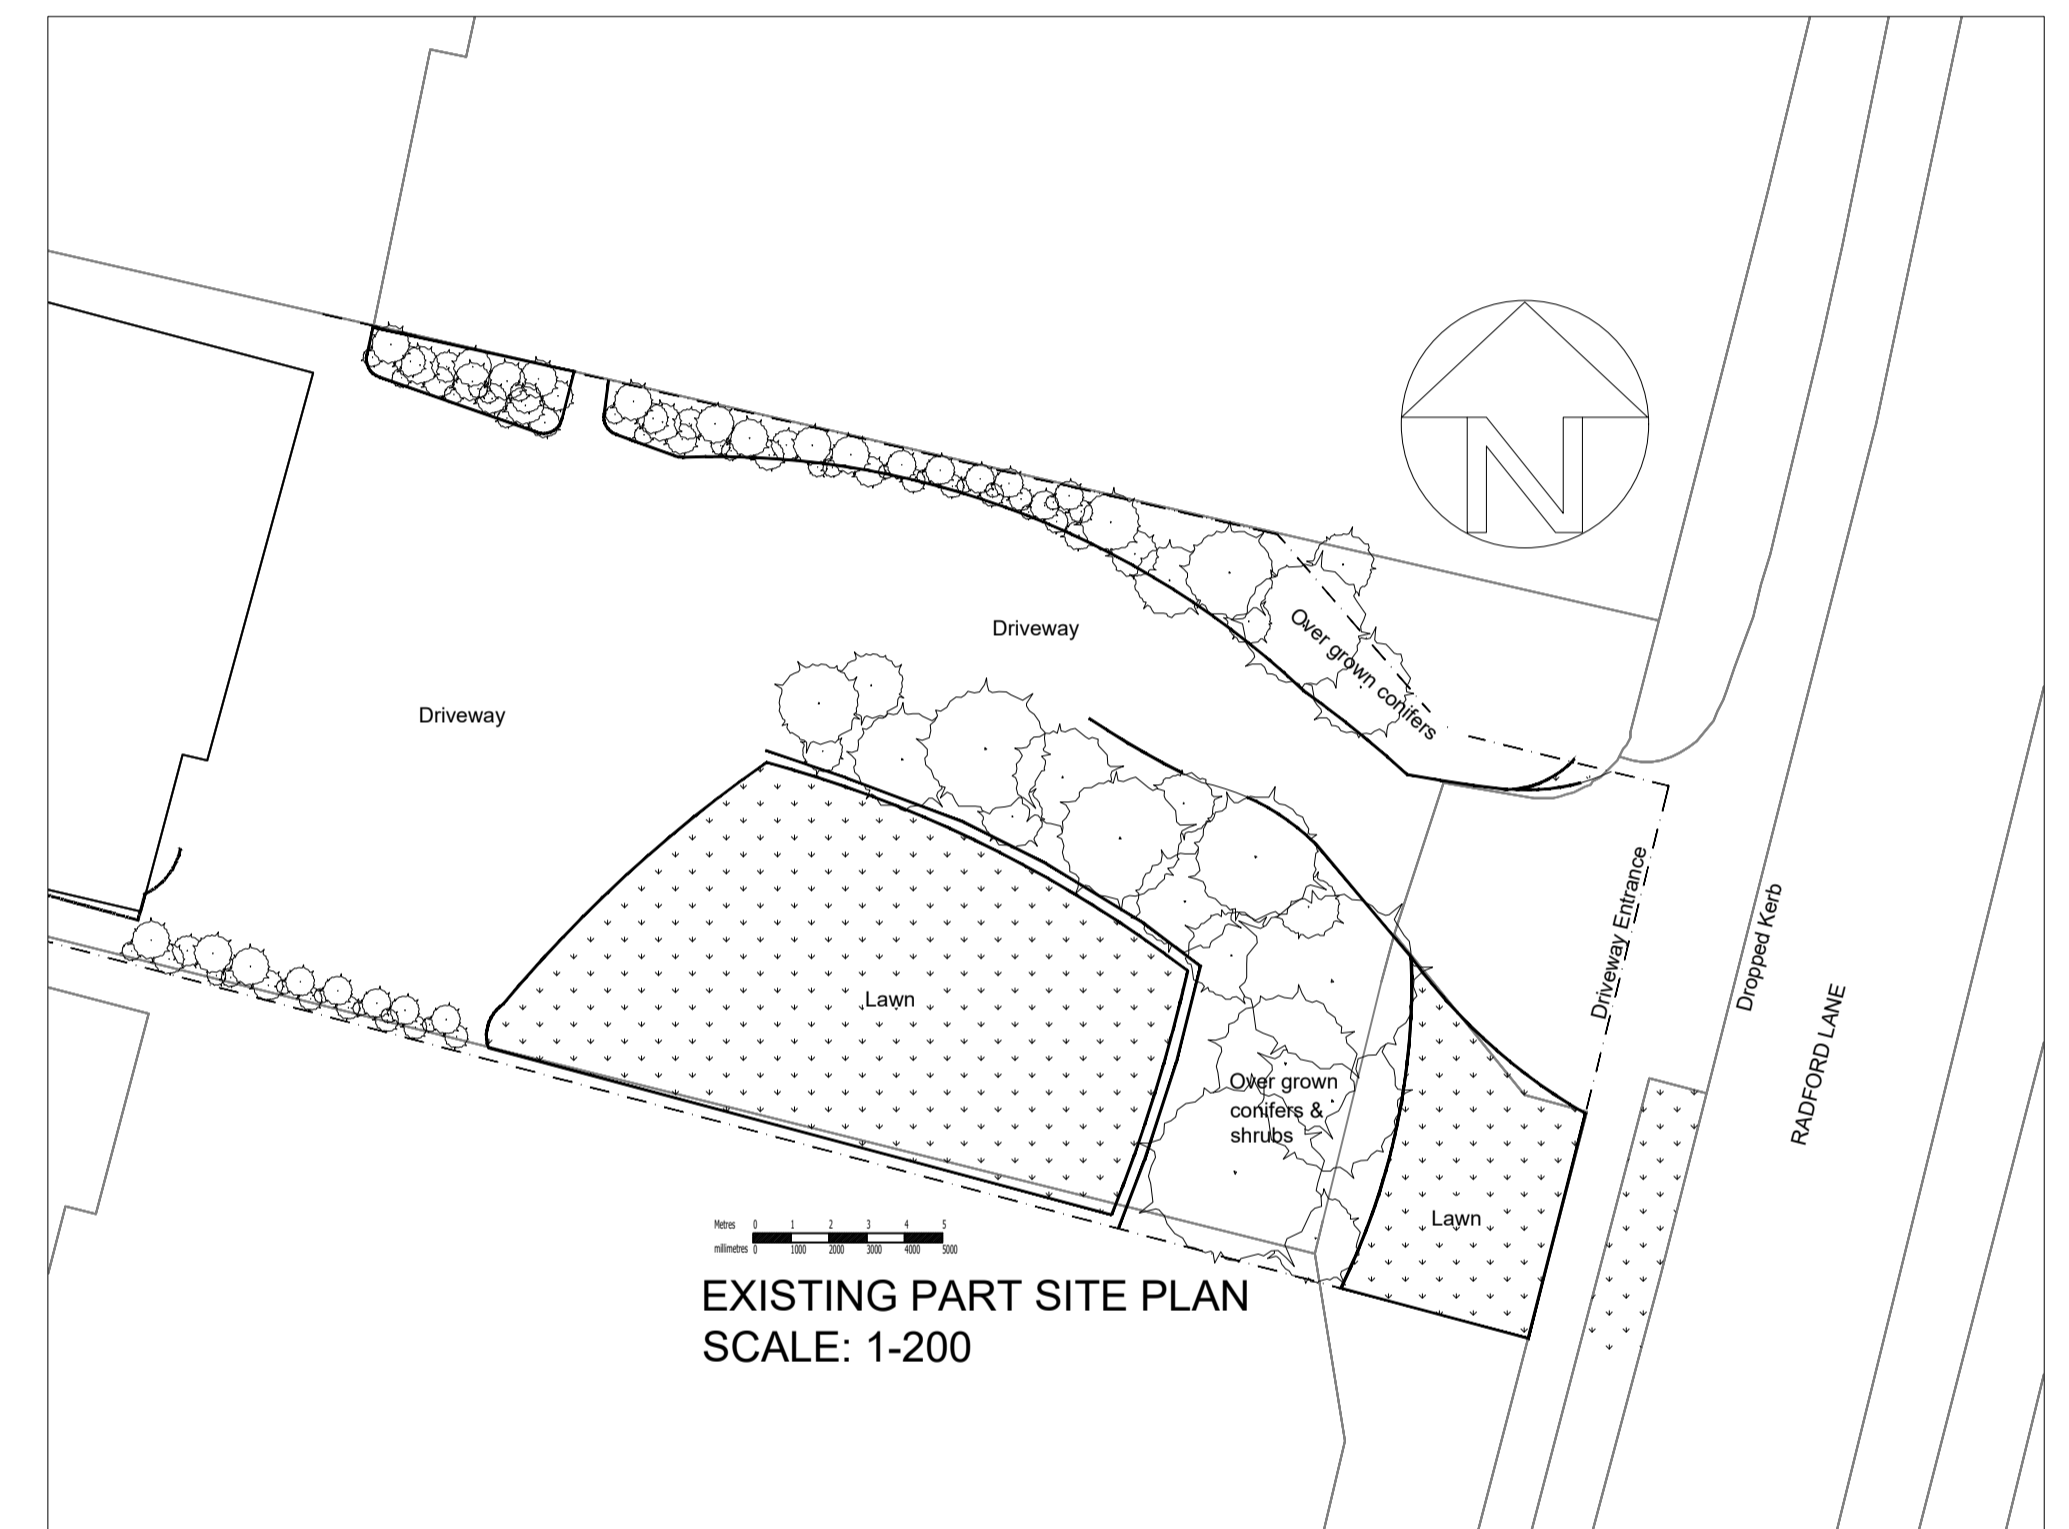 N
Driveway
Over grown conifers
Driveway
Driveway Entrance
Dropped Kerb
RADFORD LANE
Lawn
Over grown
conifers &
shrubs
Lawn
Metres 0 1 2 3 4 5
millimetres 0 1000 2000 3000 4000 5000
EXISTING PART SITE PLAN
SCALE: 1-200